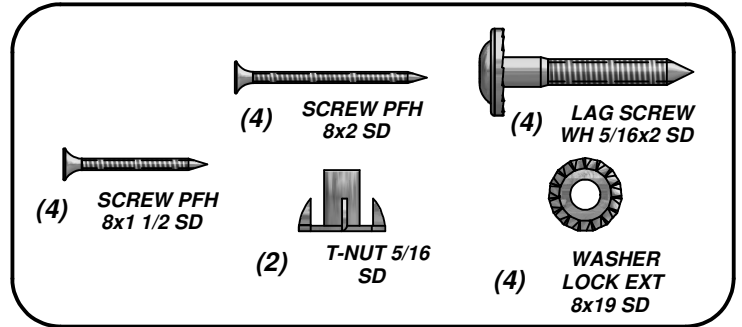 (4)
SCREW PFH
8x2 SD
(4)
LAG SCREW
WH 5/16x2 SD
(4)
SCREW PFH
8x1 1/2 SD
(2)
T-NUT 5/16
SD
(4)
WASHER
LOCK EXT
8x19 SD